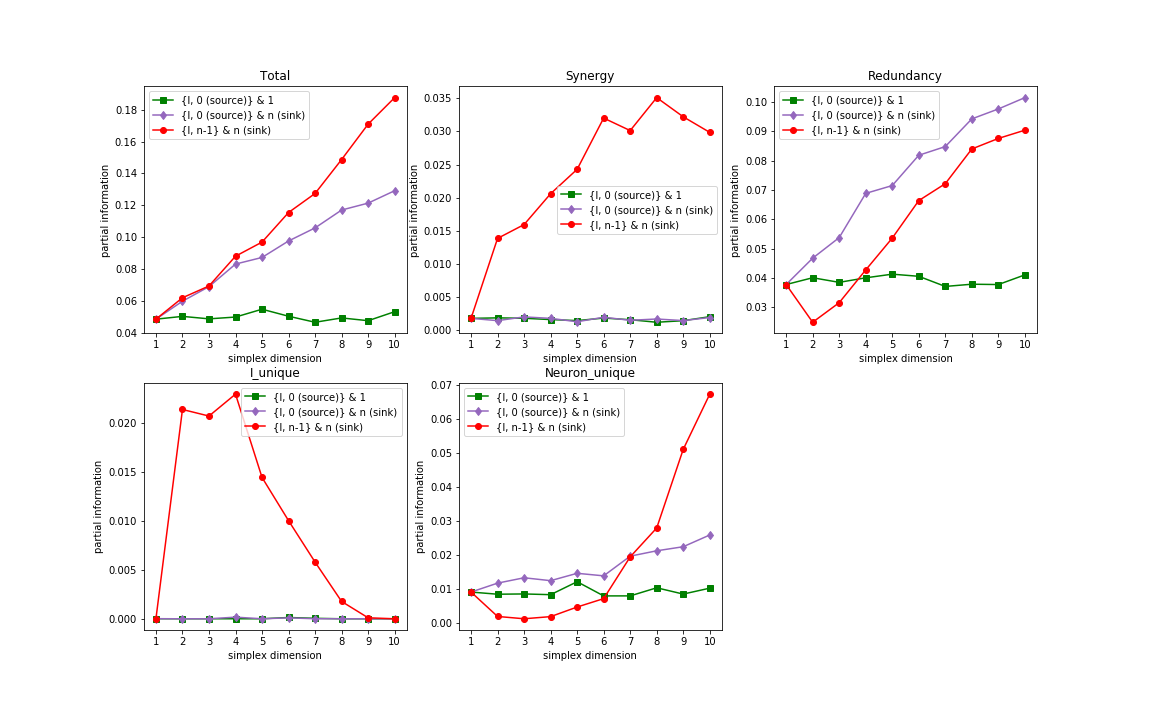 Total
{I, 0 (source)} & 1
{I, 0 (source)} & n (sink)
{I, n-1} & n (sink)
partial information
0.18
0.16
0.14
0.12
0.10
0.08
0.06
0.04
1 2 3 4 5 6 7 8 9 10
simplex dimension
Synergy
{I, 0 (source)} & 1
{I, 0 (source)} & n (sink)
{I, n-1} & n (sink)
partial information
0.035
0.030
0.025
0.020
0.015
0.010
0.005
0.000
1 2 3 4 5 6 7 8 9 10
simplex dimension
Redundancy
{I, 0 (source)} & 1
{I, 0 (source)} & n (sink)
{I, n-1} & n (sink)
partial information
0.10
0.09
0.08
0.07
0.06
0.05
0.04
0.03
1 2 3 4 5 6 7 8 9 10
simplex dimension
I_unique
{I, 0 (source)} & 1
{I, 0 (source)} & n (sink)
{I, n-1} & n (sink)
partial information
0.020
0.015
0.010
0.005
0.000
1 2 3 4 5 6 7 8 9 10
simplex dimension
Neuron_unique
{I, 0 (source)} & 1
{I, 0 (source)} & n (sink)
{I, n-1} & n (sink)
partial information
0.07
0.06
0.05
0.04
0.03
0.02
0.01
0.00
1 2 3 4 5 6 7 8 9 10
simplex dimension